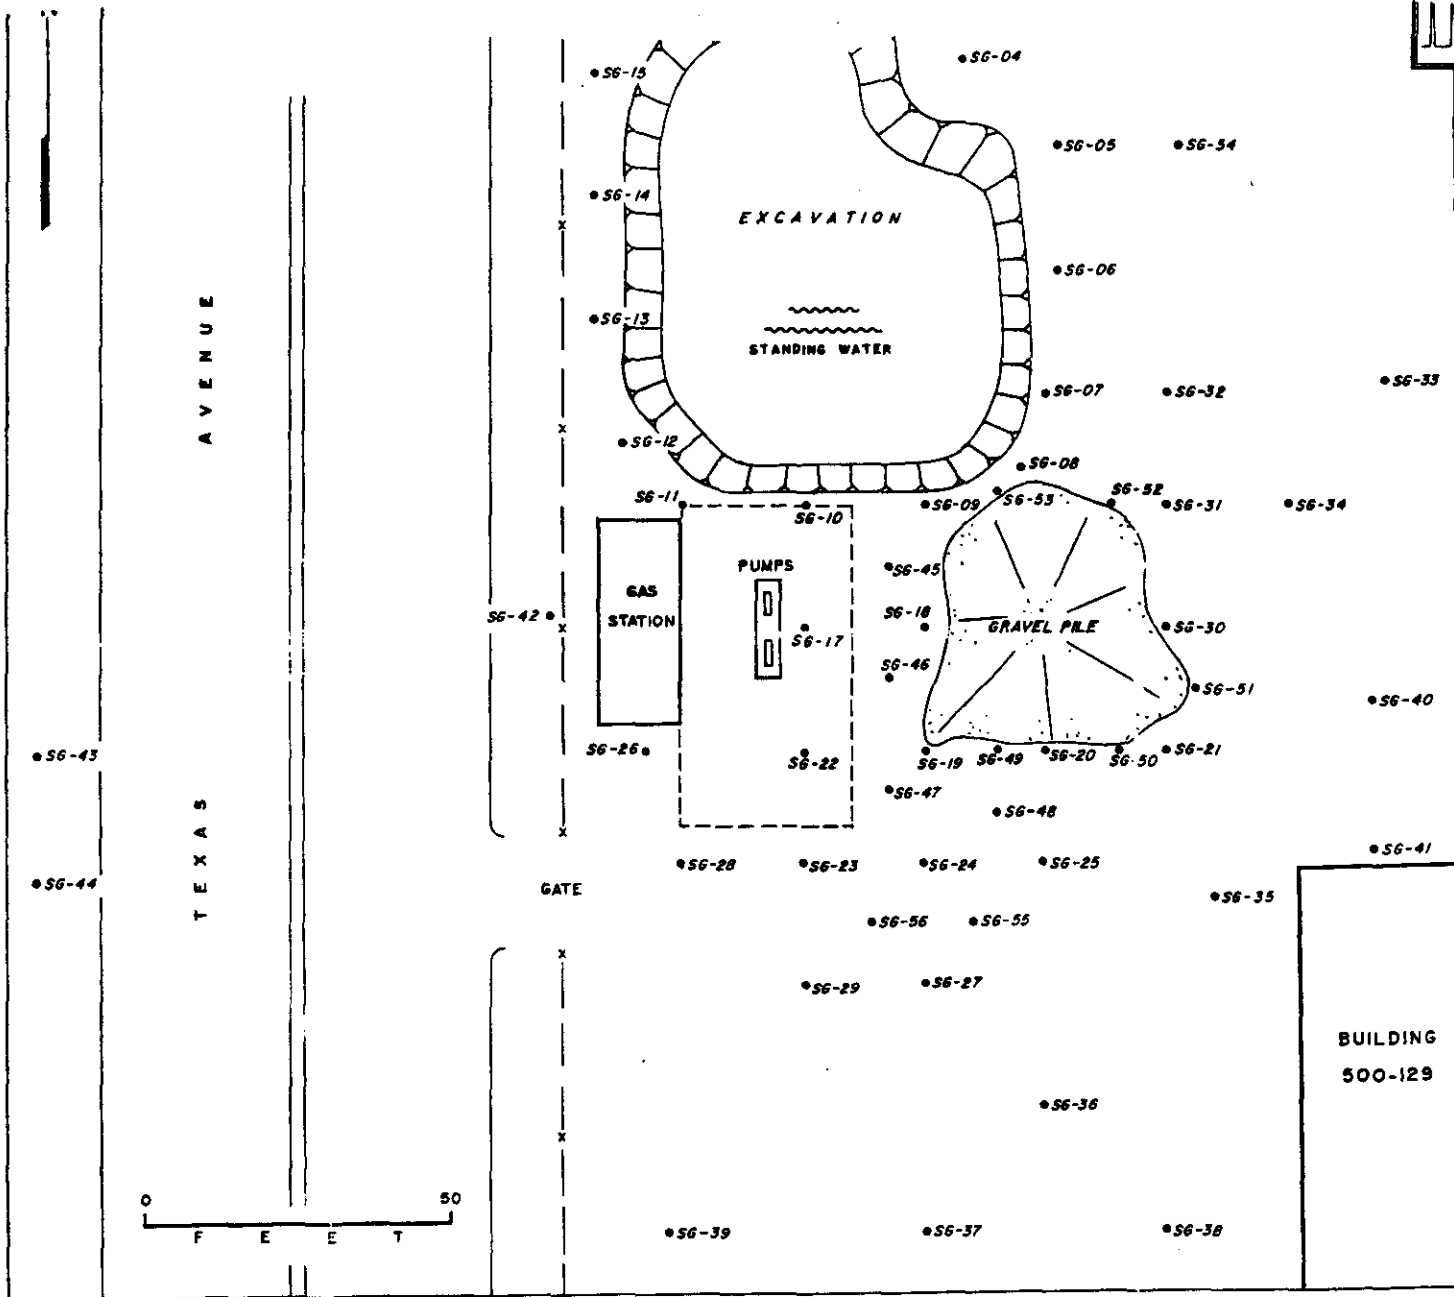 SG-15
SG-04
SG-05
SG-54
SG-14
EXCAVATION
SG-06
SG-13
STANDING WATER
AVENUE
SG-07
SG-32
SG-33
SG-12
SG-08
SG-11
SG-10
SG-09
SG-53
SG-52
SG-31
SG-34
PUMPS
SG-45
GAS
STATION
SG-42
SG-17
SG-18
GRAVEL PILE
SG-30
SG-46
SG-51
SG-40
SG-43
SG-26
SG-22
SG-19
SG-49
SG-20
SG-50
SG-21
SG-47
SG-48
TEXAS
SG-44
SG-28
SG-23
SG-24
SG-25
SG-41
GATE
SG-35
SG-56
SG-55
SG-29
SG-27
BUILDING
500-129
SG-36
0 50
FEET
SG-39
SG-37
SG-38